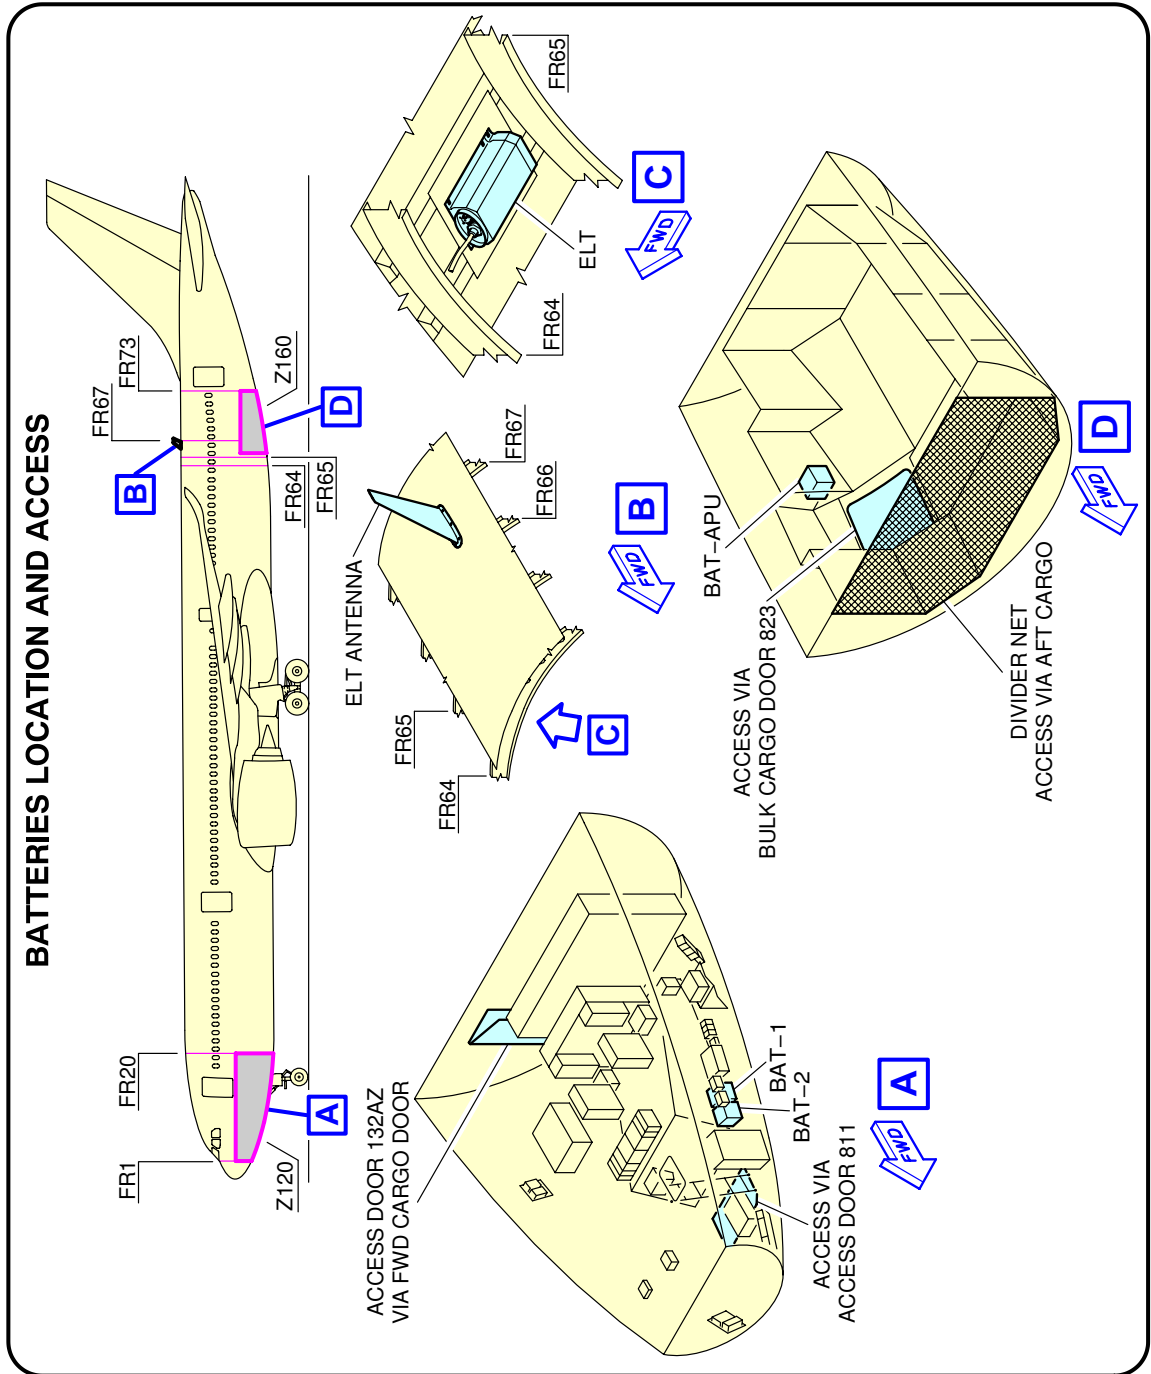 BATTERIES LOCATION AND ACCESS
FR1
FR20
FR67
FR73
B
Z120
A
FR64
FR65
D
Z160
ACCESS DOOR 132AZ
VIA FWD CARGO DOOR
BAT-1
BAT-2
ACCESS VIA
ACCESS DOOR 811
FWD
A
ELT ANTENNA
FR65
FR64
FR67
FR66
C
FWD
B
FR65
FR64
ELT
FWD
C
BAT-APU
ACCESS VIA
BULK CARGO DOOR 823
DIVIDER NET
ACCESS VIA AFT CARGO
FWD
D